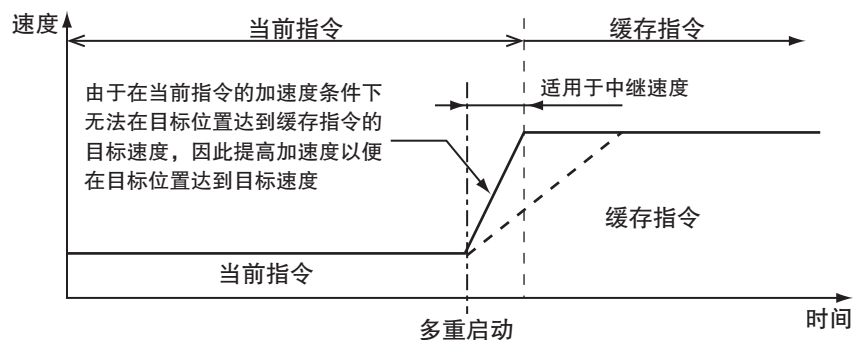 速度
当前指令
缓存指令
由于在当前指令的加速度条件下
无法在目标位置达到缓存指令的
目标速度，因此提高加速度以便
在目标位置达到目标速度
适用于中继速度
缓存指令
当前指令
时间
多重启动